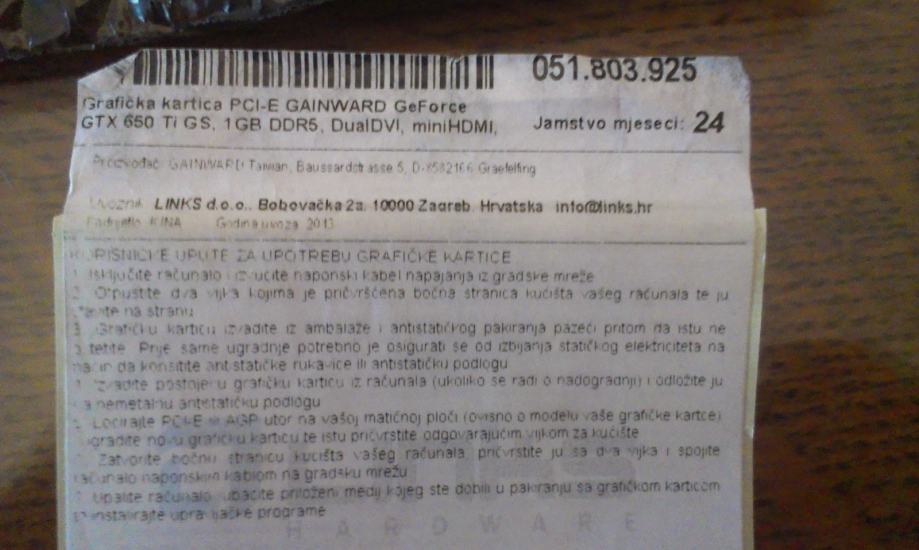 051.803.925
Grafička kartica PCI-E GAINWARD GeForce
GTX 650 Ti GS, 1GB DDR5, DualDVI, miniHDMI,
Jamstvo mjeseci: 24
Proizvođač: GAINWARD Taiwan, Baussardstrasse 5, Graefelfing
Uvoznik: LINKS d.o.o., Bobovačka 2a, 10000 Zagreb, Hrvatska info@links.hr
KINA Godina uvoza: 2013
KORISNIČKE UPUTE ZA UPOTREBU GRAFIČKE KARTICE
1. Isključite računalo i izvucite naponski kabel napajanja iz gradske mreže
2. Otpustite dva vijka kojima je pričvršćena bočna stranica kućišta vašeg računala te ju
stavite na stranu
3. Grafičku karticu izvadite iz ambalaže i antistatičkog pakiranja pazeći pritom da istu ne
oštetite. Prije same ugradnje potrebno je osigurati se od izbijanja statičkog elektriciteta na
način da koristite antistatičke rukavice ili antistatičku podlogu
4. Izvadite postojeću grafičku karticu iz računala (ukoliko se radi o nadogradnji) i odložite ju
na nemetalnu antistatičku podlogu
5. Locirajte PCI-E ili AGP utor na vašoj matičnoj ploči (ovisno o modelu vaše grafičke kartice)
ugradite novu grafičku karticu te istu pričvrstite odgovarajućim vijkom za kućište
Zatvorite bočnu stranicu kućišta vašeg računala, pričvrstite ju sa dva vijka i spojite
računalo naponskim kablom na gradsku mrežu
7. Upalite računalo, ubacite priloženi medij kojeg ste dobili u pakiranju sa grafičkom karticom
instalirajte upravljačke programe
HARDWARE